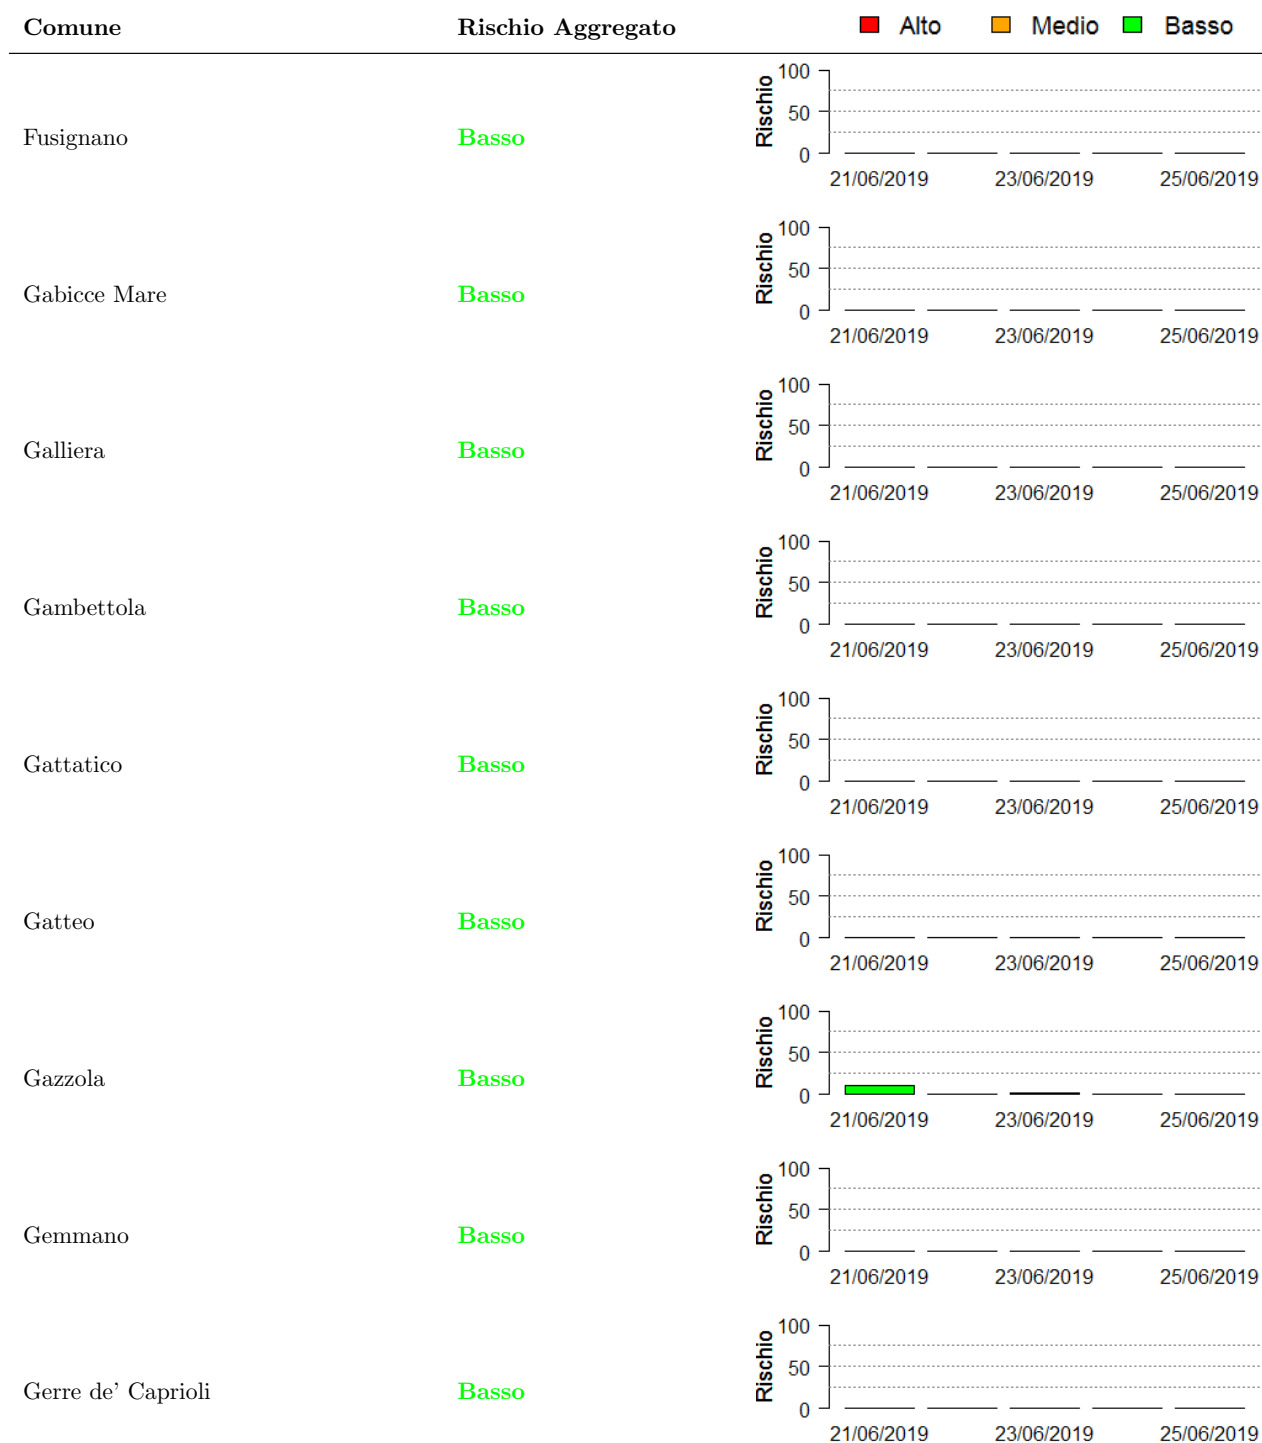 Comune Rischio Aggregato Alto Medio Basso
100
50
0
Rischio
Fusignano Basso
21/06/2019 23/06/2019 25/06/2019
100
50
0
Rischio
Gabicce Mare Basso
21/06/2019 23/06/2019 25/06/2019
100
50
0
Rischio
Galliera Basso
21/06/2019 23/06/2019 25/06/2019
100
50
0
Rischio
Gambettola Basso
21/06/2019 23/06/2019 25/06/2019
100
50
0
Rischio
Gattatico Basso
21/06/2019 23/06/2019 25/06/2019
100
50
0
Rischio
Gatteo Basso
21/06/2019 23/06/2019 25/06/2019
100
50
0
Rischio
Gazzola Basso
21/06/2019 23/06/2019 25/06/2019
100
50
0
Rischio
Gemmano Basso
21/06/2019 23/06/2019 25/06/2019
100
50
0
Rischio
Gerre de' Caprioli Basso
21/06/2019 23/06/2019 25/06/2019